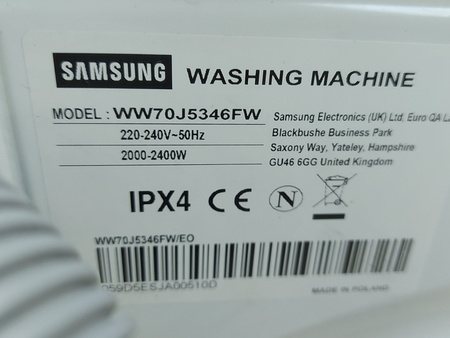 SAMSUNG WASHING MACHINE
MODEL : WW70J5346FW
220-240V~50Hz
2000-2400W
Samsung Electronics (UK) Ltd, Euro QA
Blackbushe Business Park
Saxony Way, Yateley, Hampshire
GU46 6GG United Kingdom
IPX4 CE N
WW70J5346FW/EO
MADE IN POLAND